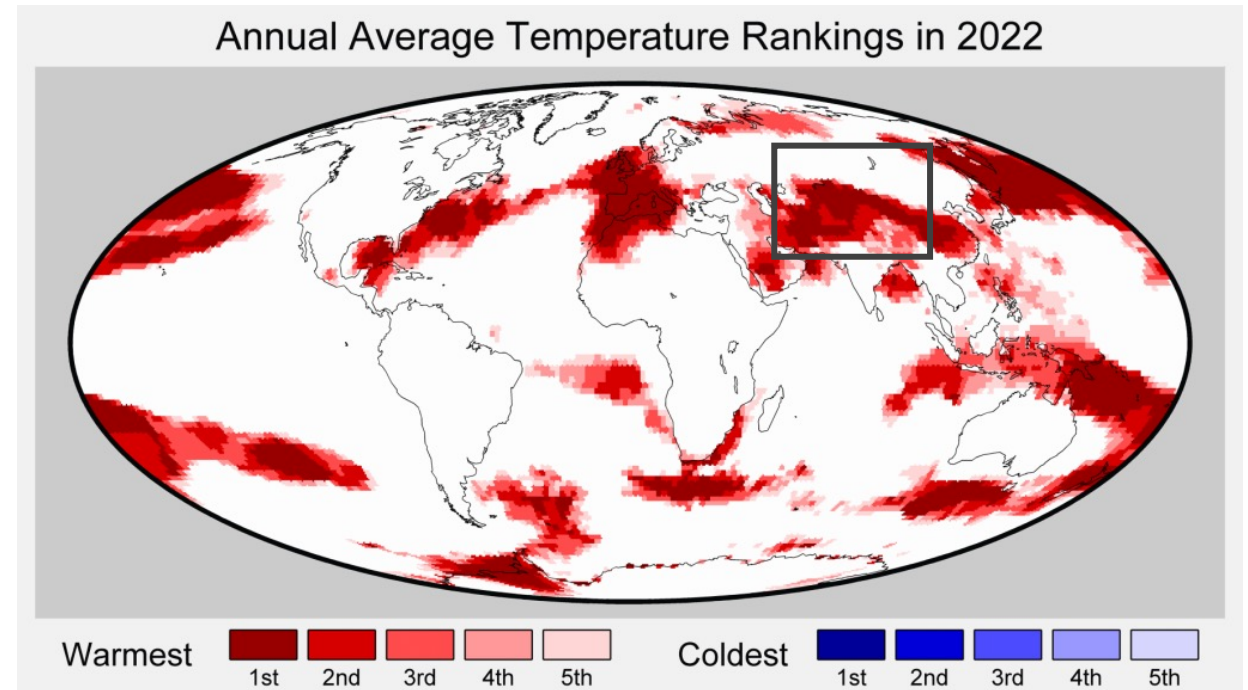 Annual Average Temperature Rankings in 2022
Warmest
1st 2nd 3rd 4th 5th
Coldest
1st 2nd 3rd 4th 5th